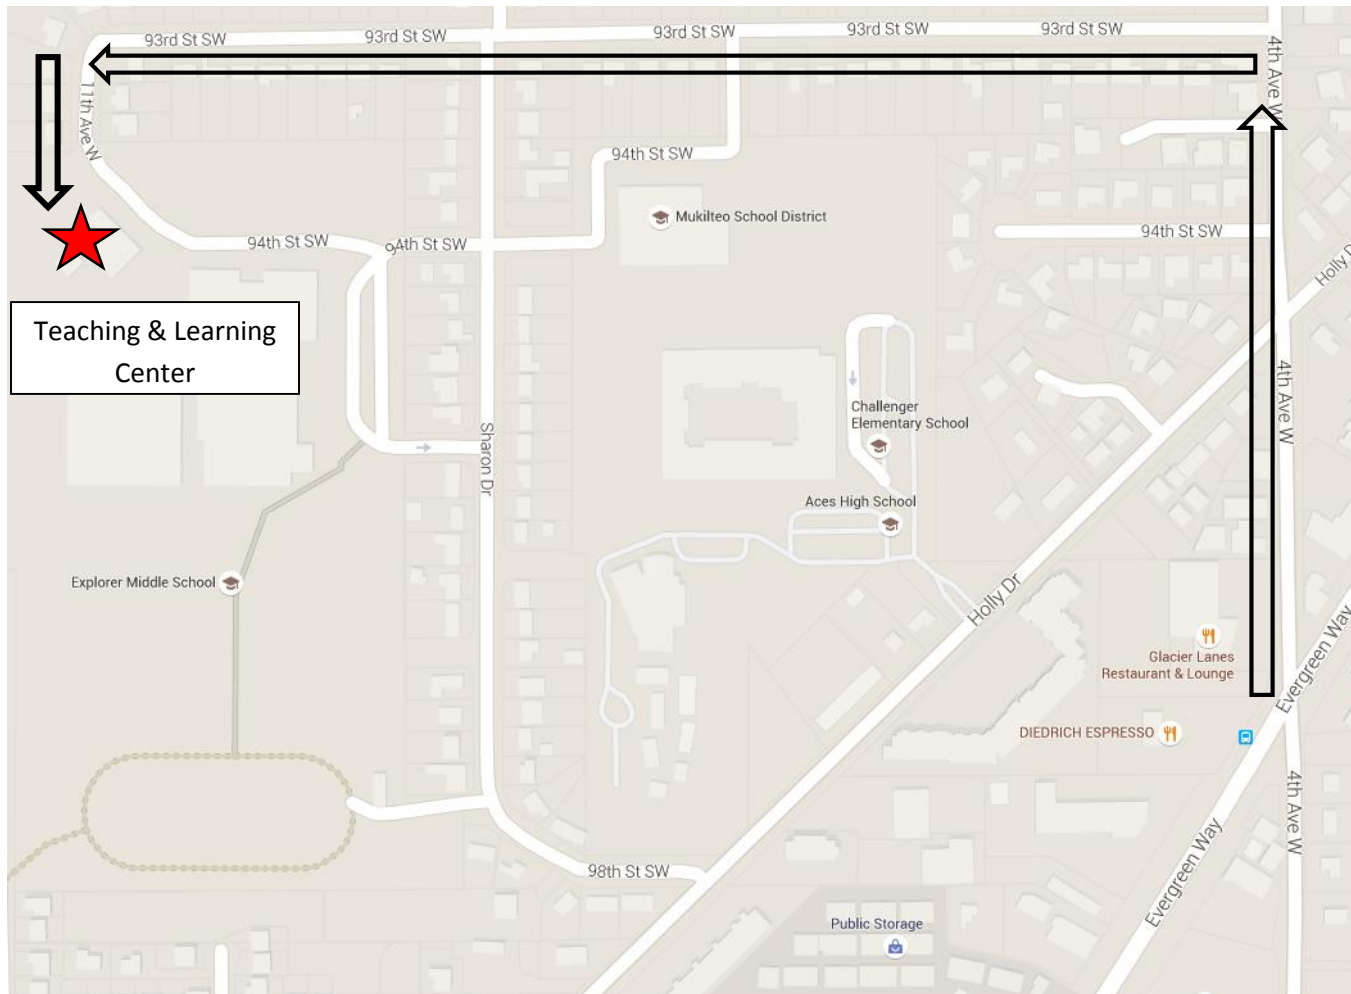 93rd St SW
93rd St SW
93rd St SW
93rd St SW
93rd St SW
4th Ave W
11th Ave W
94th St SW
Mukilteo School District
94th St SW
94th St SW
94th St SW
Holly D
Teaching & Learning
Center
4th Ave W
Challenger
Elementary School
Sharon Dr
Aces High School
Explorer Middle School
Holly Dr
Glacier Lanes
Restaurant & Lounge
Evergreen Way
DIEDRICH ESPRESSO
4th Ave W
98th St SW
Evergreen Way
Public Storage